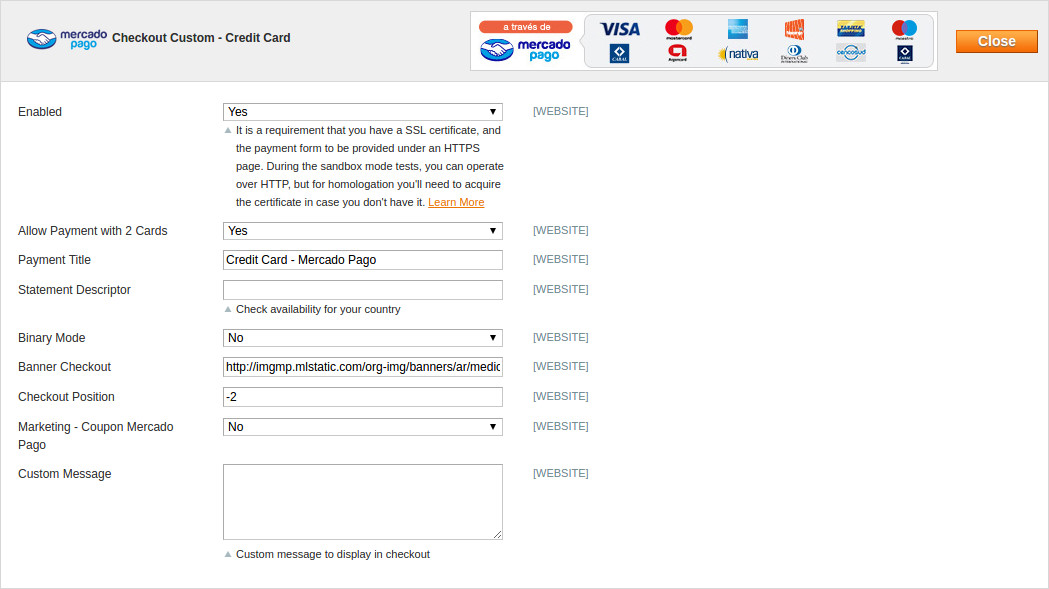 mercado pago Checkout Custom - Credit Card
a través de
mercado pago
VISA
mastercard
TARJETA SHOPPING
maestro
CABAL
Argencard
nativa
Diners Club
INTERNATIONAL
cencosud
CABAL
Close
Enabled Yes [WEBSITE]
It is a requirement that you have a SSL certificate, and
the payment form to be provided under an HTTPS
page. During the sandbox mode tests, you can operate
over HTTP, but for homologation you'll need to acquire
the certificate in case you don't have it. Learn More
Allow Payment with 2 Cards Yes [WEBSITE]
Payment Title Credit Card - Mercado Pago [WEBSITE]
Statement Descriptor [WEBSITE]
Check availability for your country
Binary Mode No [WEBSITE]
Banner Checkout http://imgmp.mlstatic.com/org-img/banners/ar/medic [WEBSITE]
Checkout Position -2 [WEBSITE]
Marketing - Coupon Mercado No [WEBSITE]
Pago
Custom Message [WEBSITE]
Custom message to display in checkout